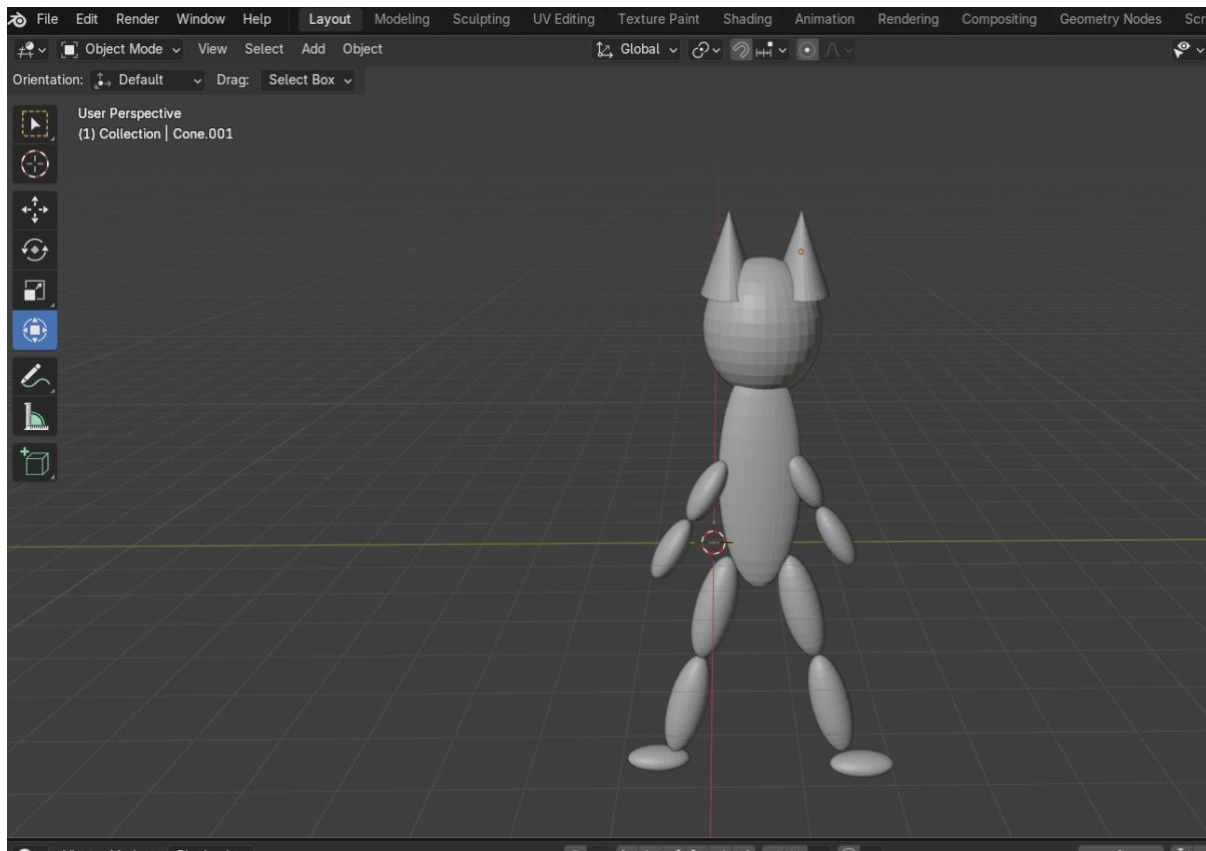 File Edit Render Window Help Layout Modeling Sculpting UV Editing Texture Paint Shading Animation Rendering Compositing Geometry Nodes Scr
Object Mode View Select Add Object Global
Orientation: Default Drag: Select Box
User Perspective
(1) Collection | Cone.001